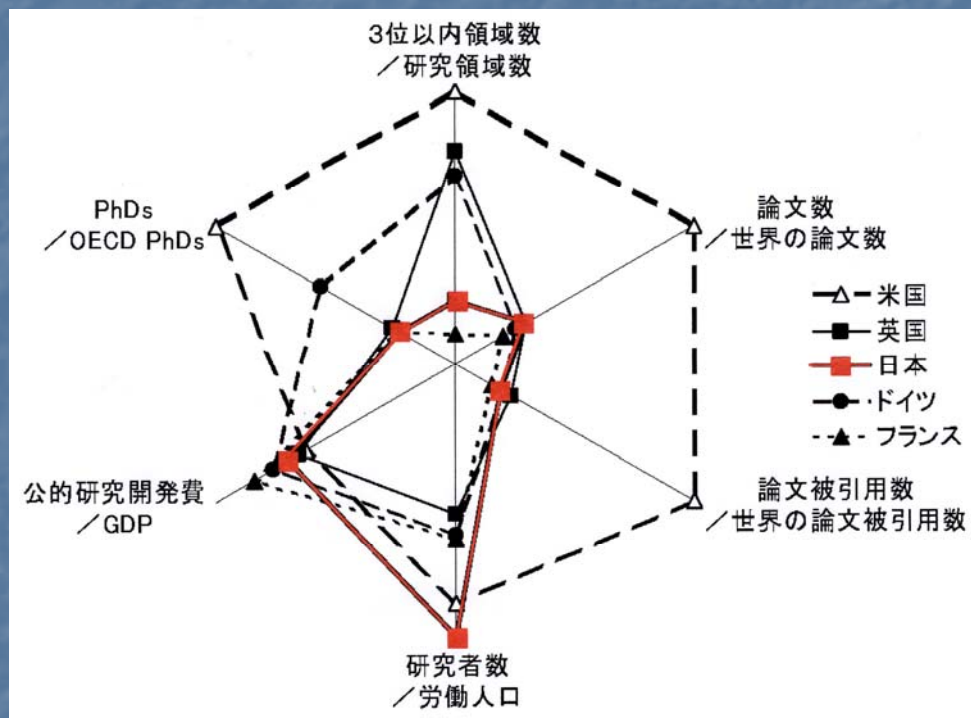 3位以内領域数
／研究領域数
PhDs
／OECD PhDs
論文数
／世界の論文数
米国
英国
日本
ドイツ
フランス
公的研究開発費
／GDP
論文被引用数
／世界の論文被引用数
研究者数
／労働人口